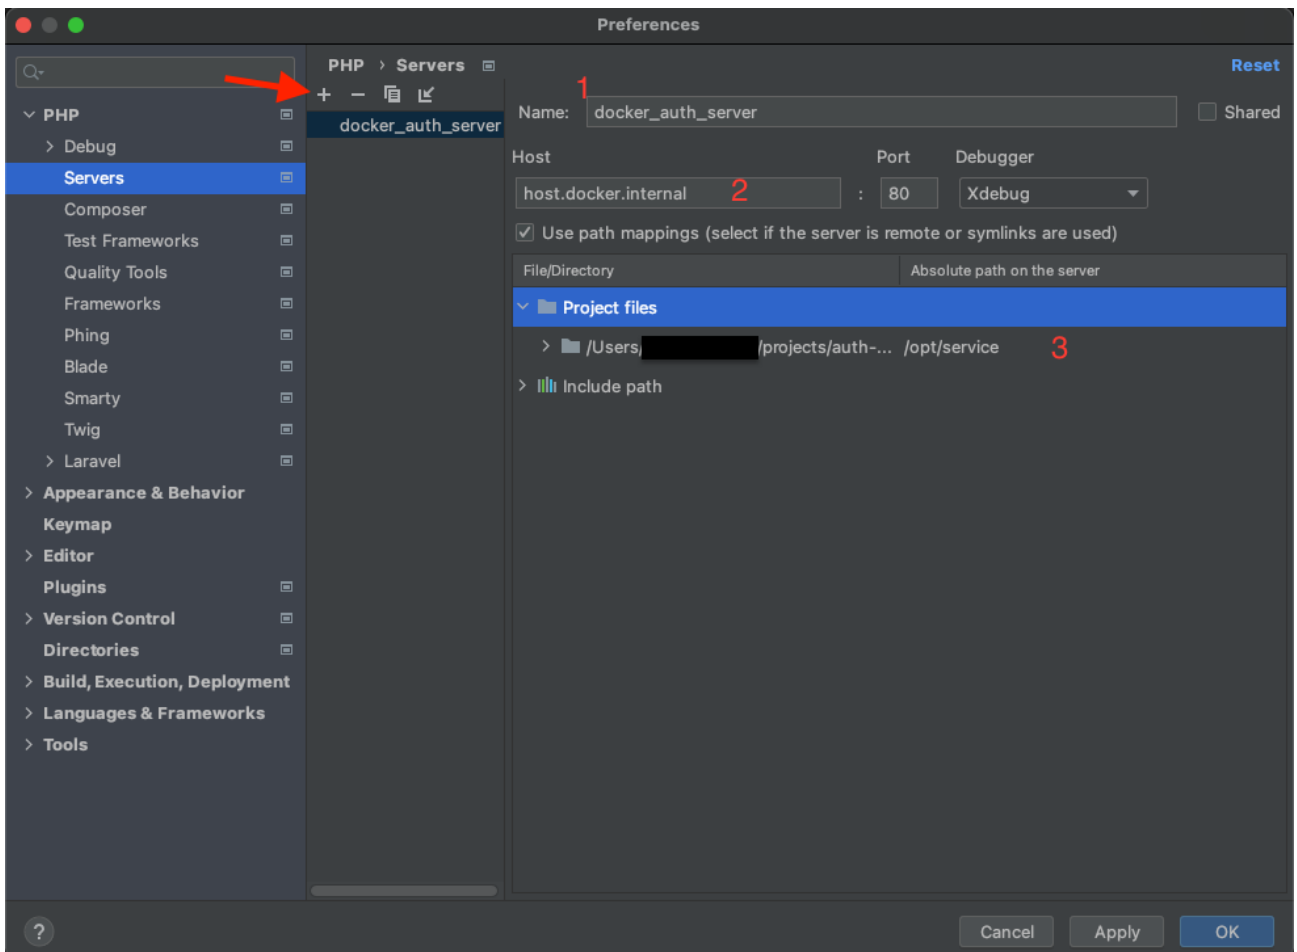 Preferences
PHP › Servers
Reset
1
Name: docker_auth_server Shared
PHP
docker_auth_server
Debug
Host Port Debugger
Servers
host.docker.internal 2 : 80 Xdebug
Composer
Use path mappings (select if the server is remote or symlinks are used)
Test Frameworks
Quality Tools
File/Directory Absolute path on the server
Frameworks
Project files
Phing
/Users/ /projects/auth-... /opt/service 3
Blade
Include path
Smarty
Twig
Laravel
Appearance & Behavior
Keymap
Editor
Plugins
Version Control
Directories
Build, Execution, Deployment
Languages & Frameworks
Tools
? Cancel Apply OK